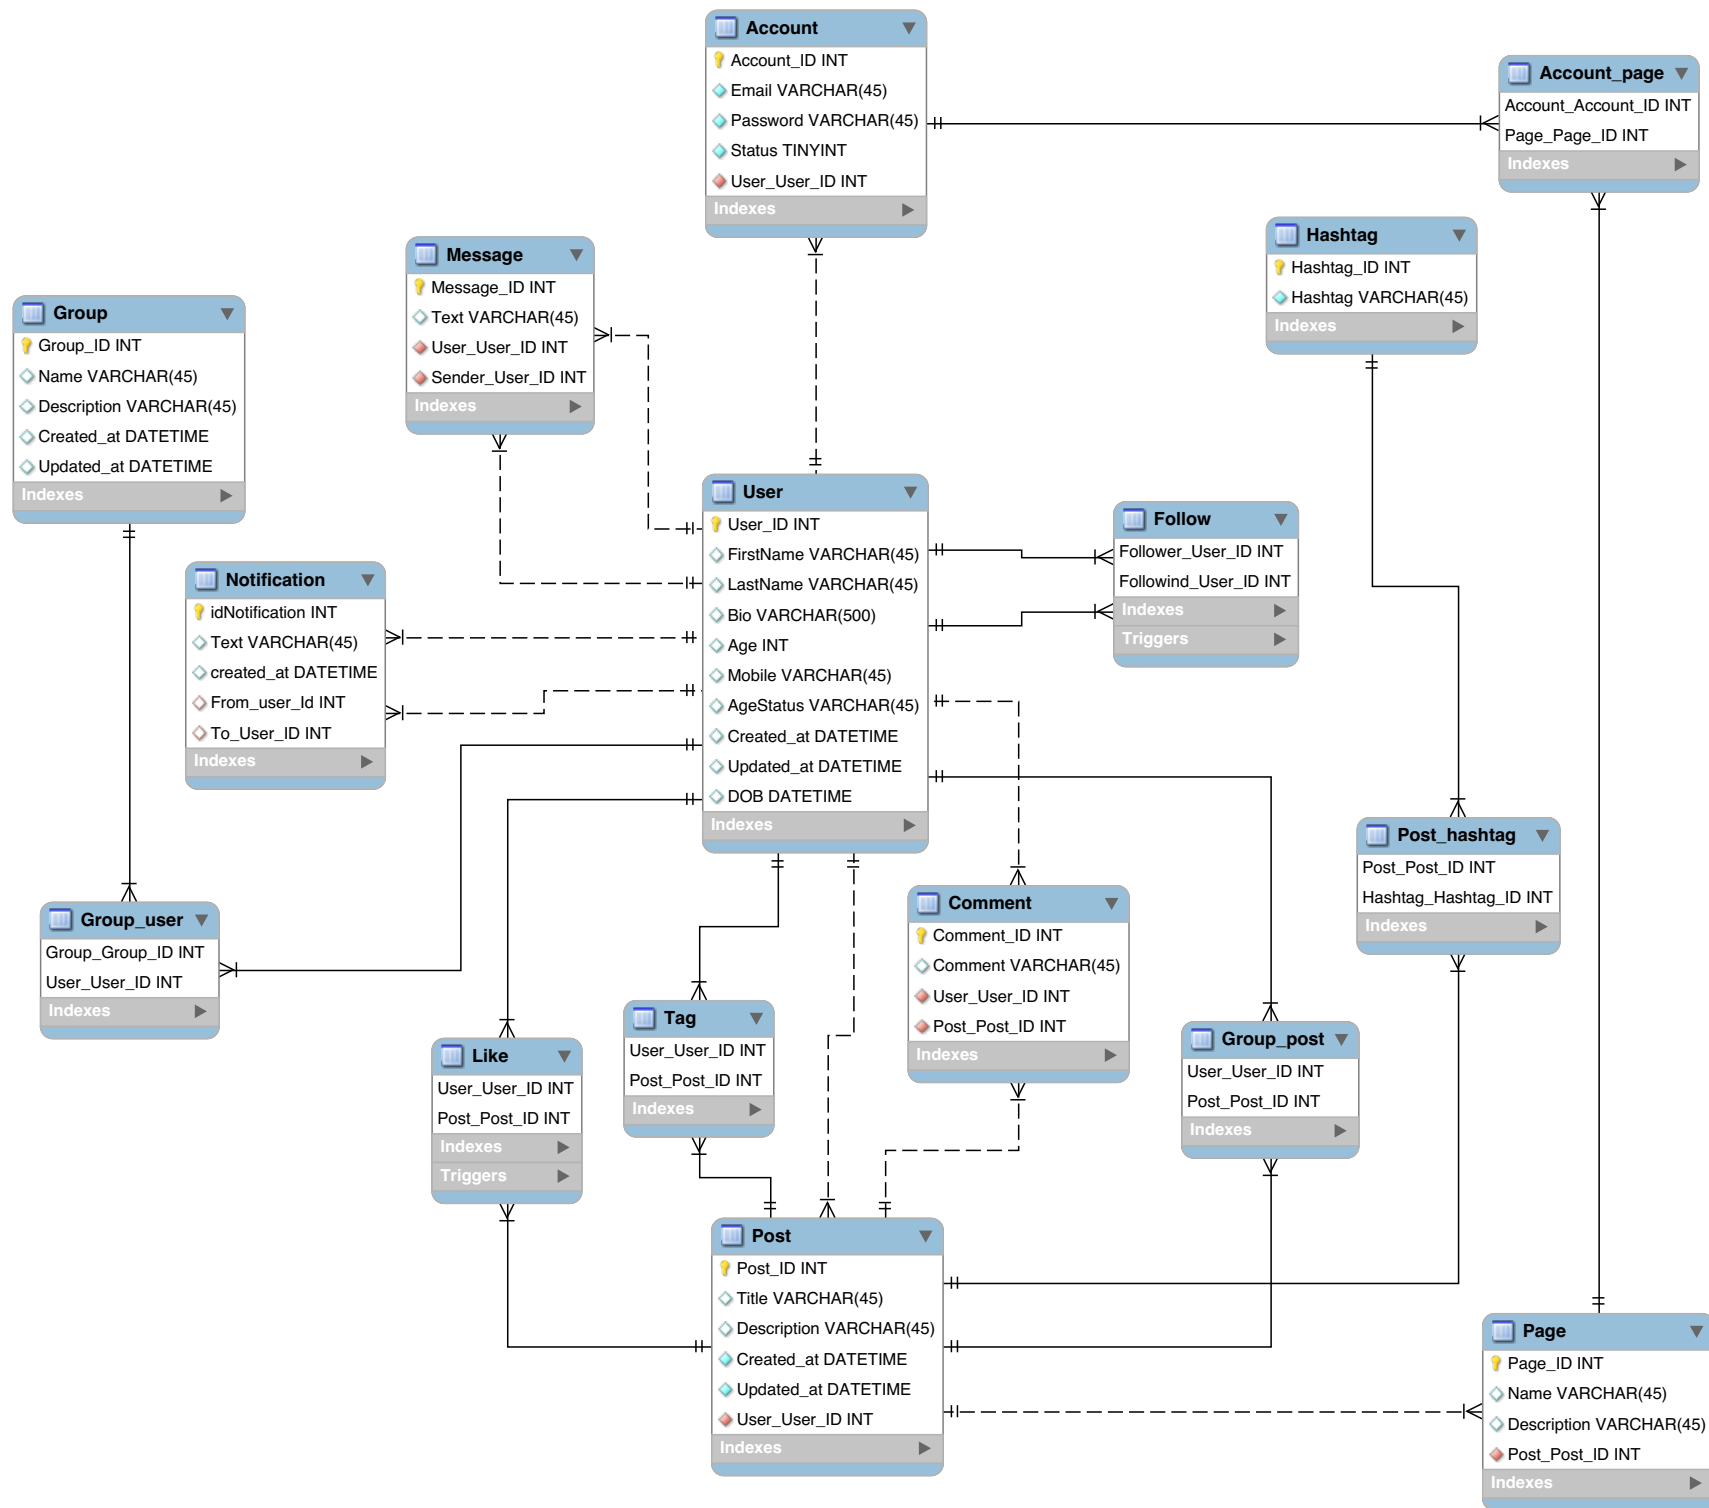 Account
Account_ID INT
Email VARCHAR(45)
Password VARCHAR(45)
Status TINYINT
User_User_ID INT
Indexes
Account_page
Account_Account_ID INT
Page_Page_ID INT
Indexes
Message
Message_ID INT
Text VARCHAR(45)
User_User_ID INT
Sender_User_ID INT
Indexes
Hashtag
Hashtag_ID INT
Hashtag VARCHAR(45)
Indexes
Group
Group_ID INT
Name VARCHAR(45)
Description VARCHAR(45)
Created_at DATETIME
Updated_at DATETIME
Indexes
User
User_ID INT
FirstName VARCHAR(45)
LastName VARCHAR(45)
Bio VARCHAR(500)
Age INT
Mobile VARCHAR(45)
AgeStatus VARCHAR(45)
Created_at DATETIME
Updated_at DATETIME
DOB DATETIME
Indexes
Follow
Follower_User_ID INT
Followind_User_ID INT
Indexes
Triggers
Notification
idNotification INT
Text VARCHAR(45)
created_at DATETIME
From_user_Id INT
To_User_ID INT
Indexes
Post_hashtag
Post_Post_ID INT
Hashtag_Hashtag_ID INT
Indexes
Group_user
Group_Group_ID INT
User_User_ID INT
Indexes
Comment
Comment_ID INT
Comment VARCHAR(45)
User_User_ID INT
Post_Post_ID INT
Indexes
Tag
User_User_ID INT
Post_Post_ID INT
Indexes
Like
User_User_ID INT
Post_Post_ID INT
Indexes
Triggers
Group_post
User_User_ID INT
Post_Post_ID INT
Indexes
Post
Post_ID INT
Title VARCHAR(45)
Description VARCHAR(45)
Created_at DATETIME
Updated_at DATETIME
User_User_ID INT
Indexes
Page
Page_ID INT
Name VARCHAR(45)
Description VARCHAR(45)
Post_Post_ID INT
Indexes